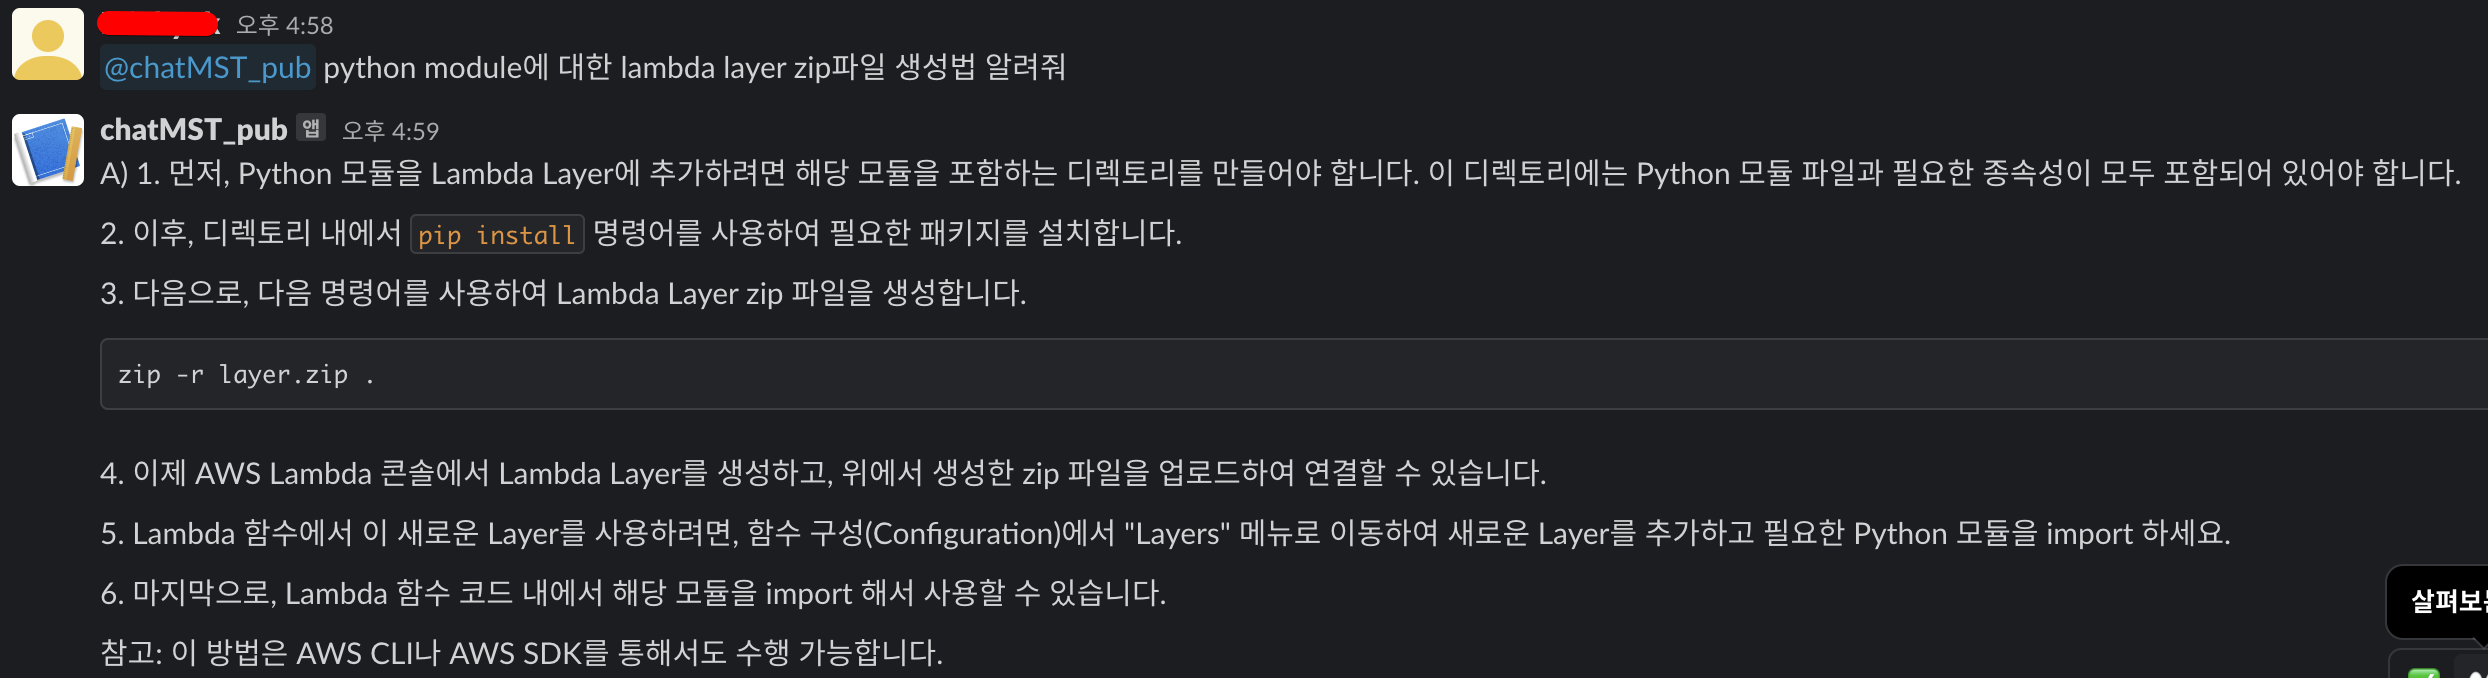 오후 4:58
@chatMST_pub python module에 대한 lambda layer zip파일 생성법 알려줘
chatMST_pub 앱 오후 4:59
A) 1. 먼저, Python 모듈을 Lambda Layer에 추가하려면 해당 모듈을 포함하는 디렉토리를 만들어야 합니다. 이 디렉토리에는 Python 모듈 파일과 필요한 종속성이 모두 포함되어 있어야 합니다.
2. 이후, 디렉토리 내에서 pip install 명령어를 사용하여 필요한 패키지를 설치합니다.
3. 다음으로, 다음 명령어를 사용하여 Lambda Layer zip 파일을 생성합니다.
zip -r layer.zip .
4. 이제 AWS Lambda 콘솔에서 Lambda Layer를 생성하고, 위에서 생성한 zip 파일을 업로드하여 연결할 수 있습니다.
5. Lambda 함수에서 이 새로운 Layer를 사용하려면, 함수 구성(Configuration)에서 "Layers" 메뉴로 이동하여 새로운 Layer를 추가하고 필요한 Python 모듈을 import 하세요.
6. 마지막으로, Lambda 함수 코드 내에서 해당 모듈을 import 해서 사용할 수 있습니다.
살펴보
참고: 이 방법은 AWS CLI나 AWS SDK를 통해서도 수행 가능합니다.